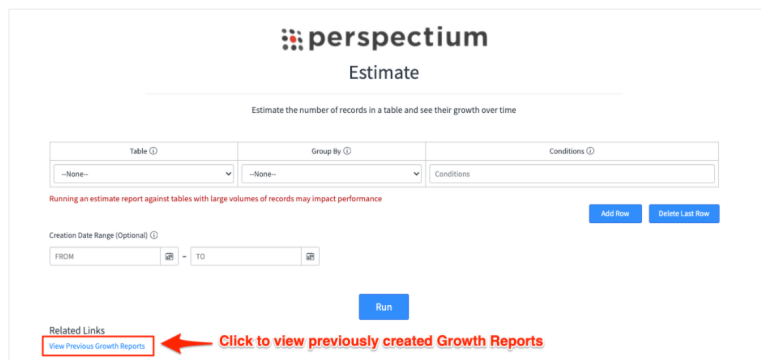 perspectium
Estimate
Estimate the number of records in a table and see their growth over time
Table Group By Conditions
--None-- --None-- Conditions
Running an estimate report against tables with large volumes of records may impact performance
Add Row Delete Last Row
Creation Date Range (Optional)
FROM - TO
Run
Related Links
View Previous Growth Reports Click to view previously created Growth Reports